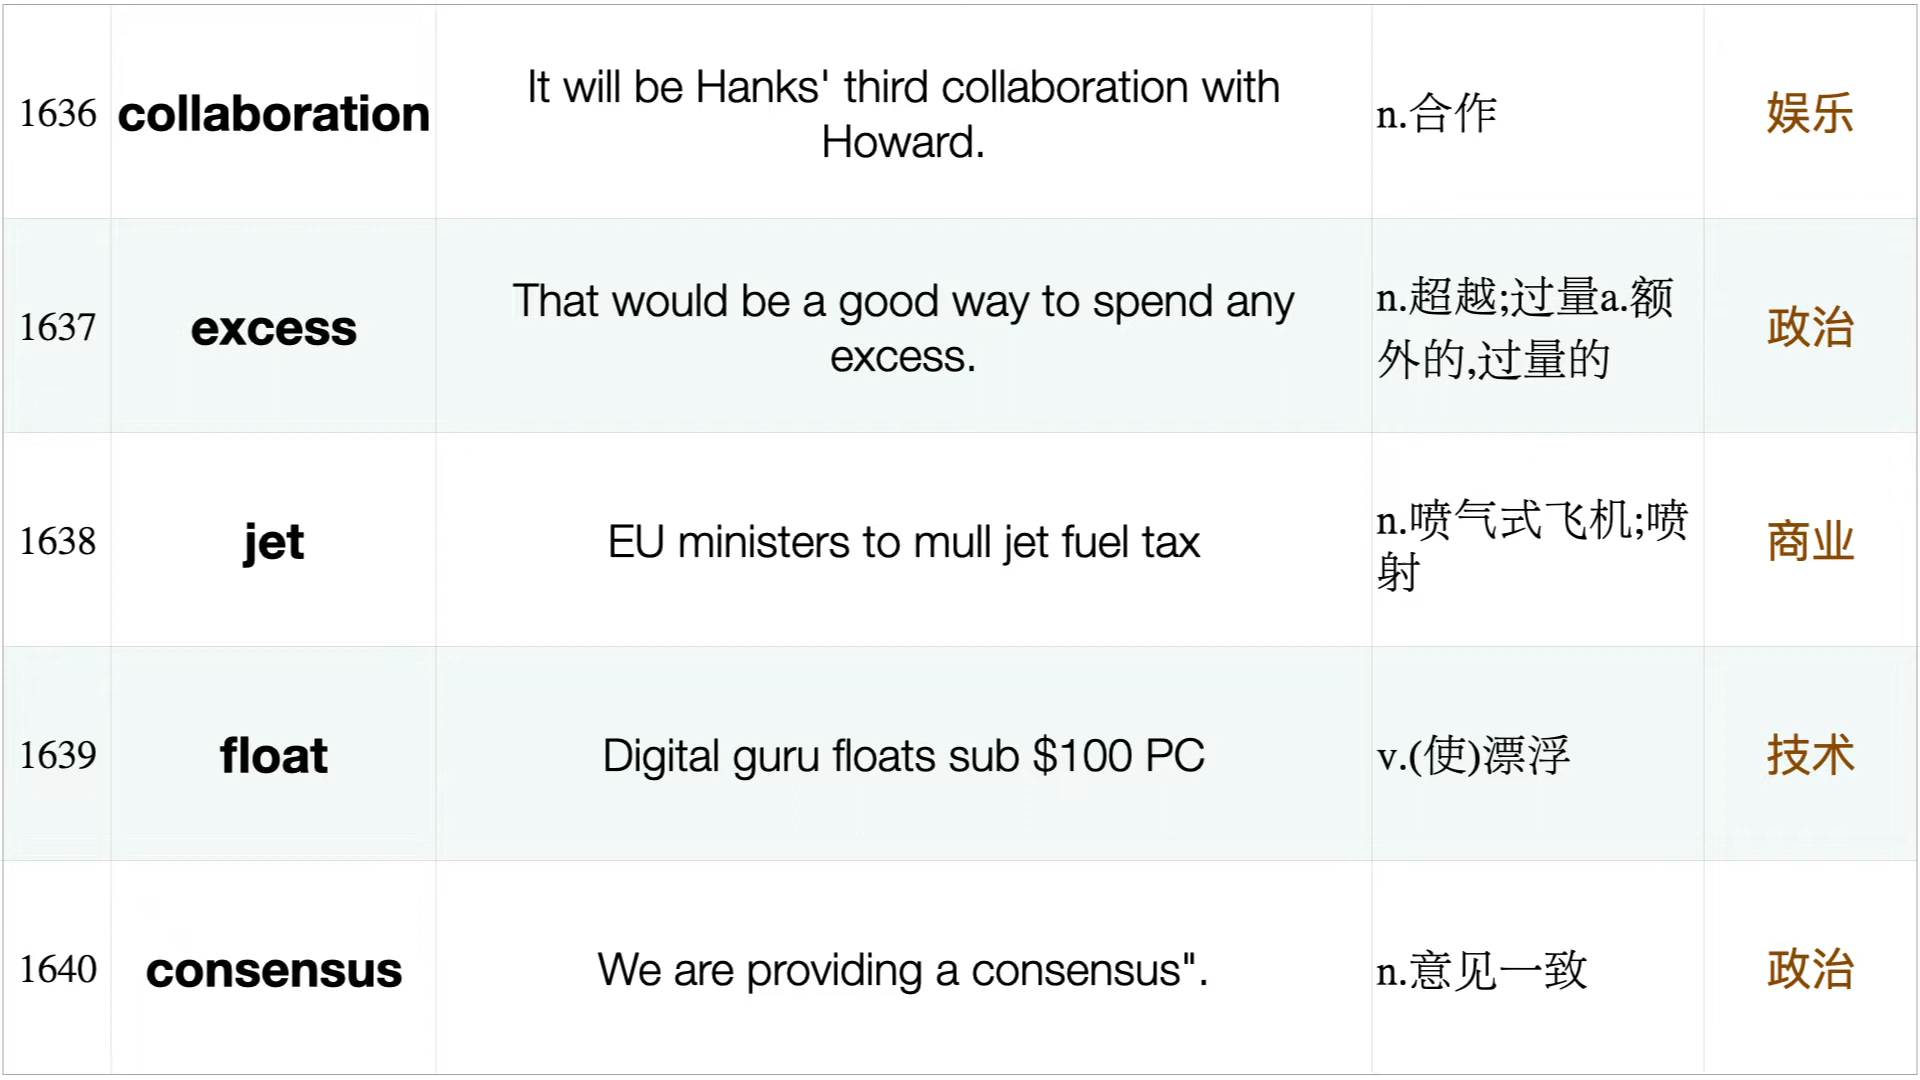 1636 collaboration It will be Hanks' third collaboration with Howard. n.合作 娱乐
1637 excess That would be a good way to spend any excess. n.超越;过量a.额外的,过量的 政治
1638 jet EU ministers to mull jet fuel tax n.喷气式飞机;喷射 商业
1639 float Digital guru floats sub $100 PC v.(使)漂浮 技术
1640 consensus We are providing a consensus". n.意见一致 政治